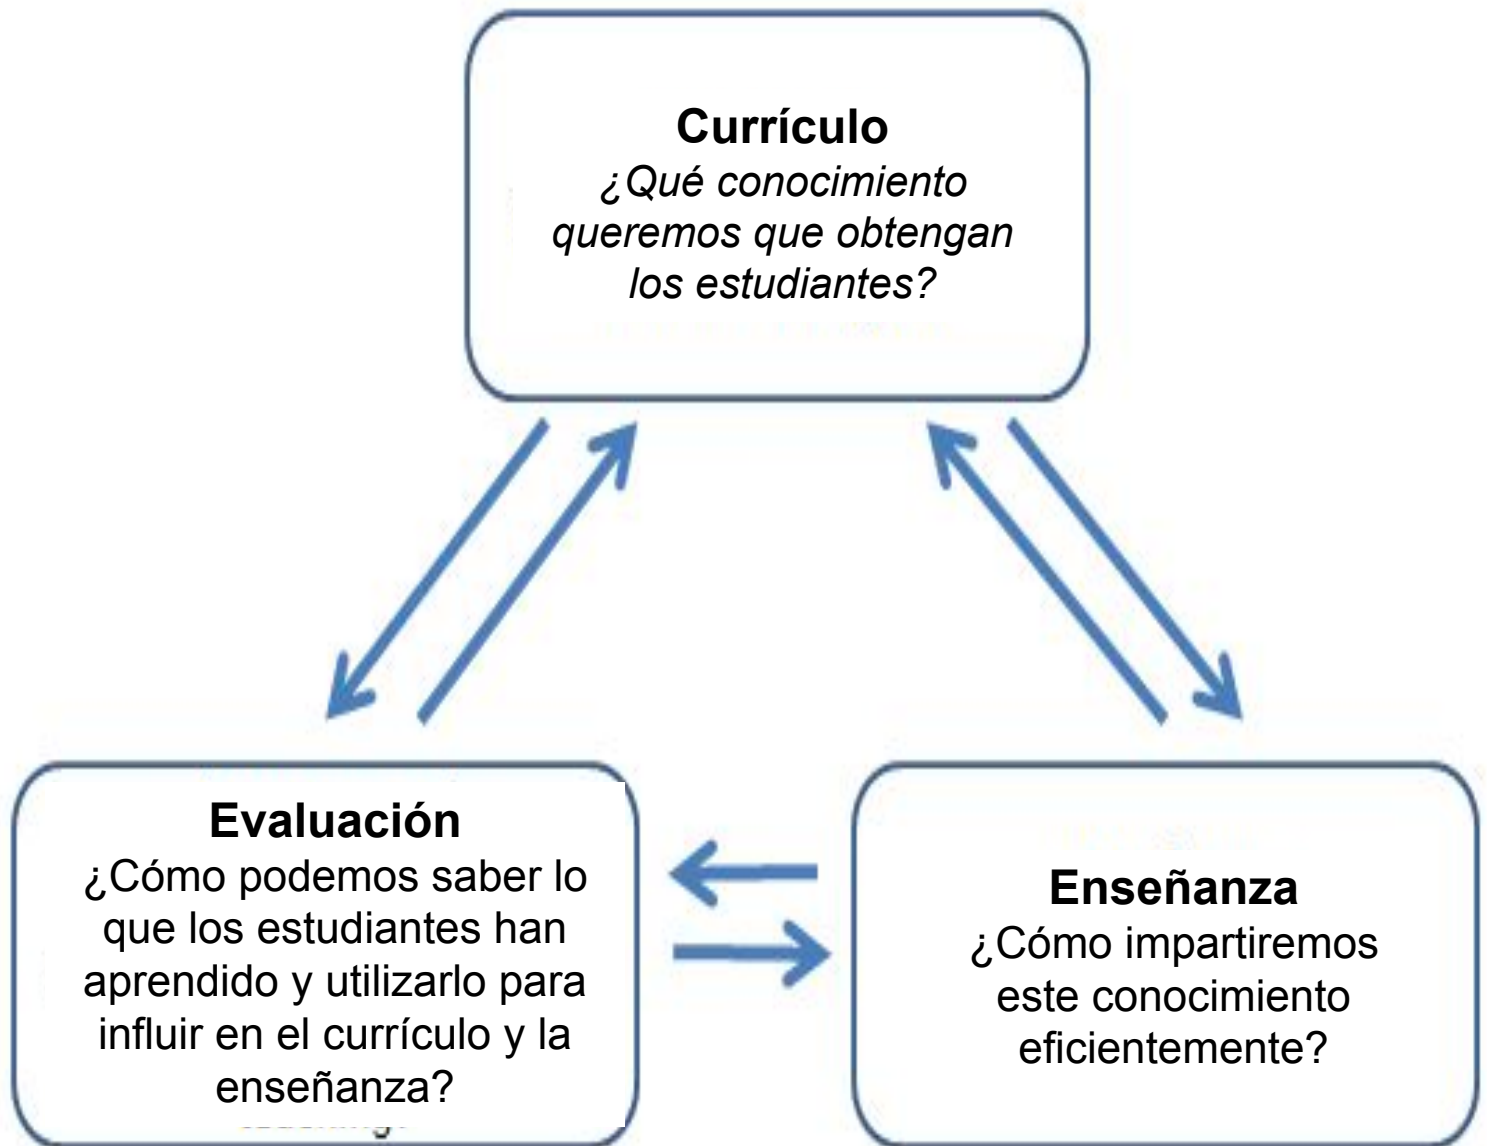 Currículo
¿Qué conocimiento
queremos que obtengan
los estudiantes?
Evaluación
¿Cómo podemos saber lo
que los estudiantes han
aprendido y utilizarlo para
influir en el currículo y la
enseñanza?
Enseñanza
¿Cómo impartiremos
este conocimiento
eficientemente?